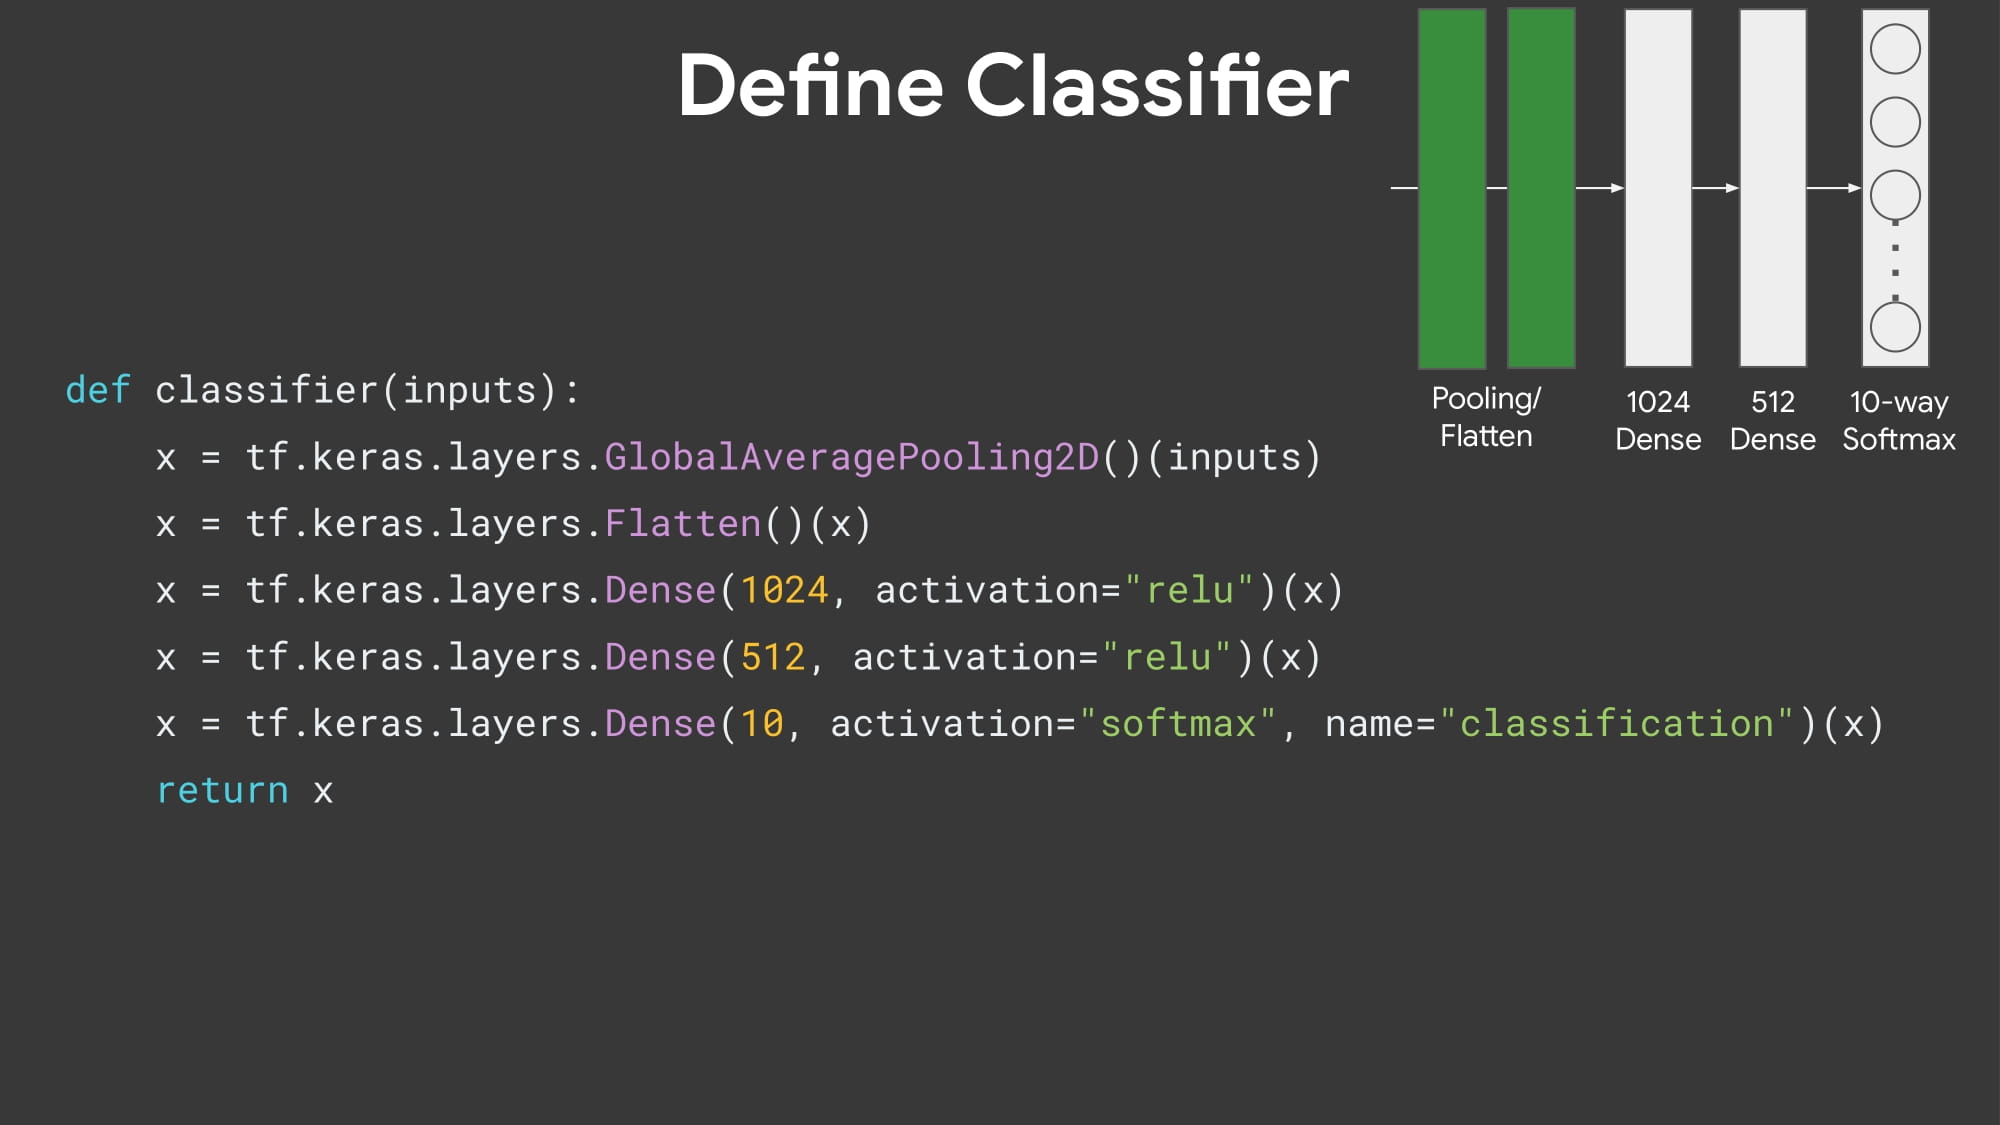 Define Classifier
Pooling/
Flatten
1024
Dense
512
Dense
10-way
Softmax
def classifier(inputs):
    x = tf.keras.layers.GlobalAveragePooling2D()(inputs)
    x = tf.keras.layers.Flatten()(x)
    x = tf.keras.layers.Dense(1024, activation="relu")(x)
    x = tf.keras.layers.Dense(512, activation="relu")(x)
    x = tf.keras.layers.Dense(10, activation="softmax", name="classification")(x)
    return x